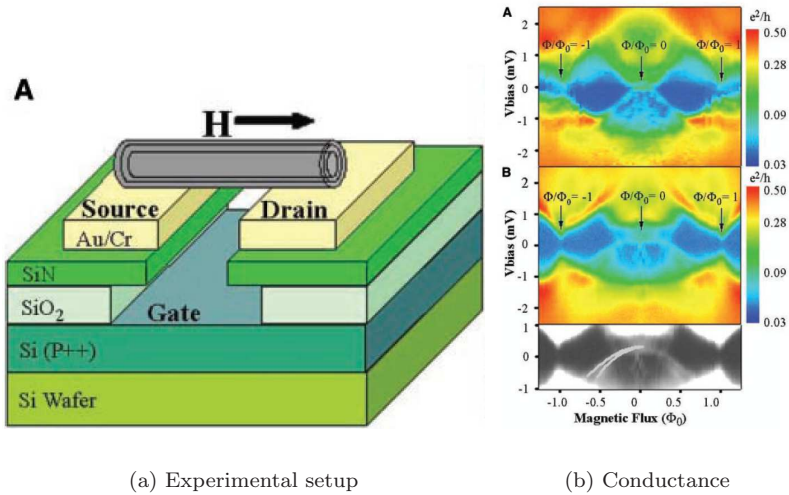 A
H
Source
Drain
Au/Cr
SiN
SiO2
Gate
Si (P++)
Si Wafer
(a) Experimental setup
A
e²/h
Φ/Φ0= -1
Φ/Φ0= 0
Φ/Φ0= 1
Vbias (mV)
2
1
0
-1
-2
0.50
0.29
0.09
0.03
B
e²/h
Φ/Φ0= -1
Φ/Φ0= 0
Φ/Φ0= 1
Vbias (mV)
2
1
0
-1
-2
0.50
0.29
0.09
0.03
1
0
-1
-1.0 -0.5 0 0.5 1.0
Magnetic Flux (Φ0)
(b) Conductance